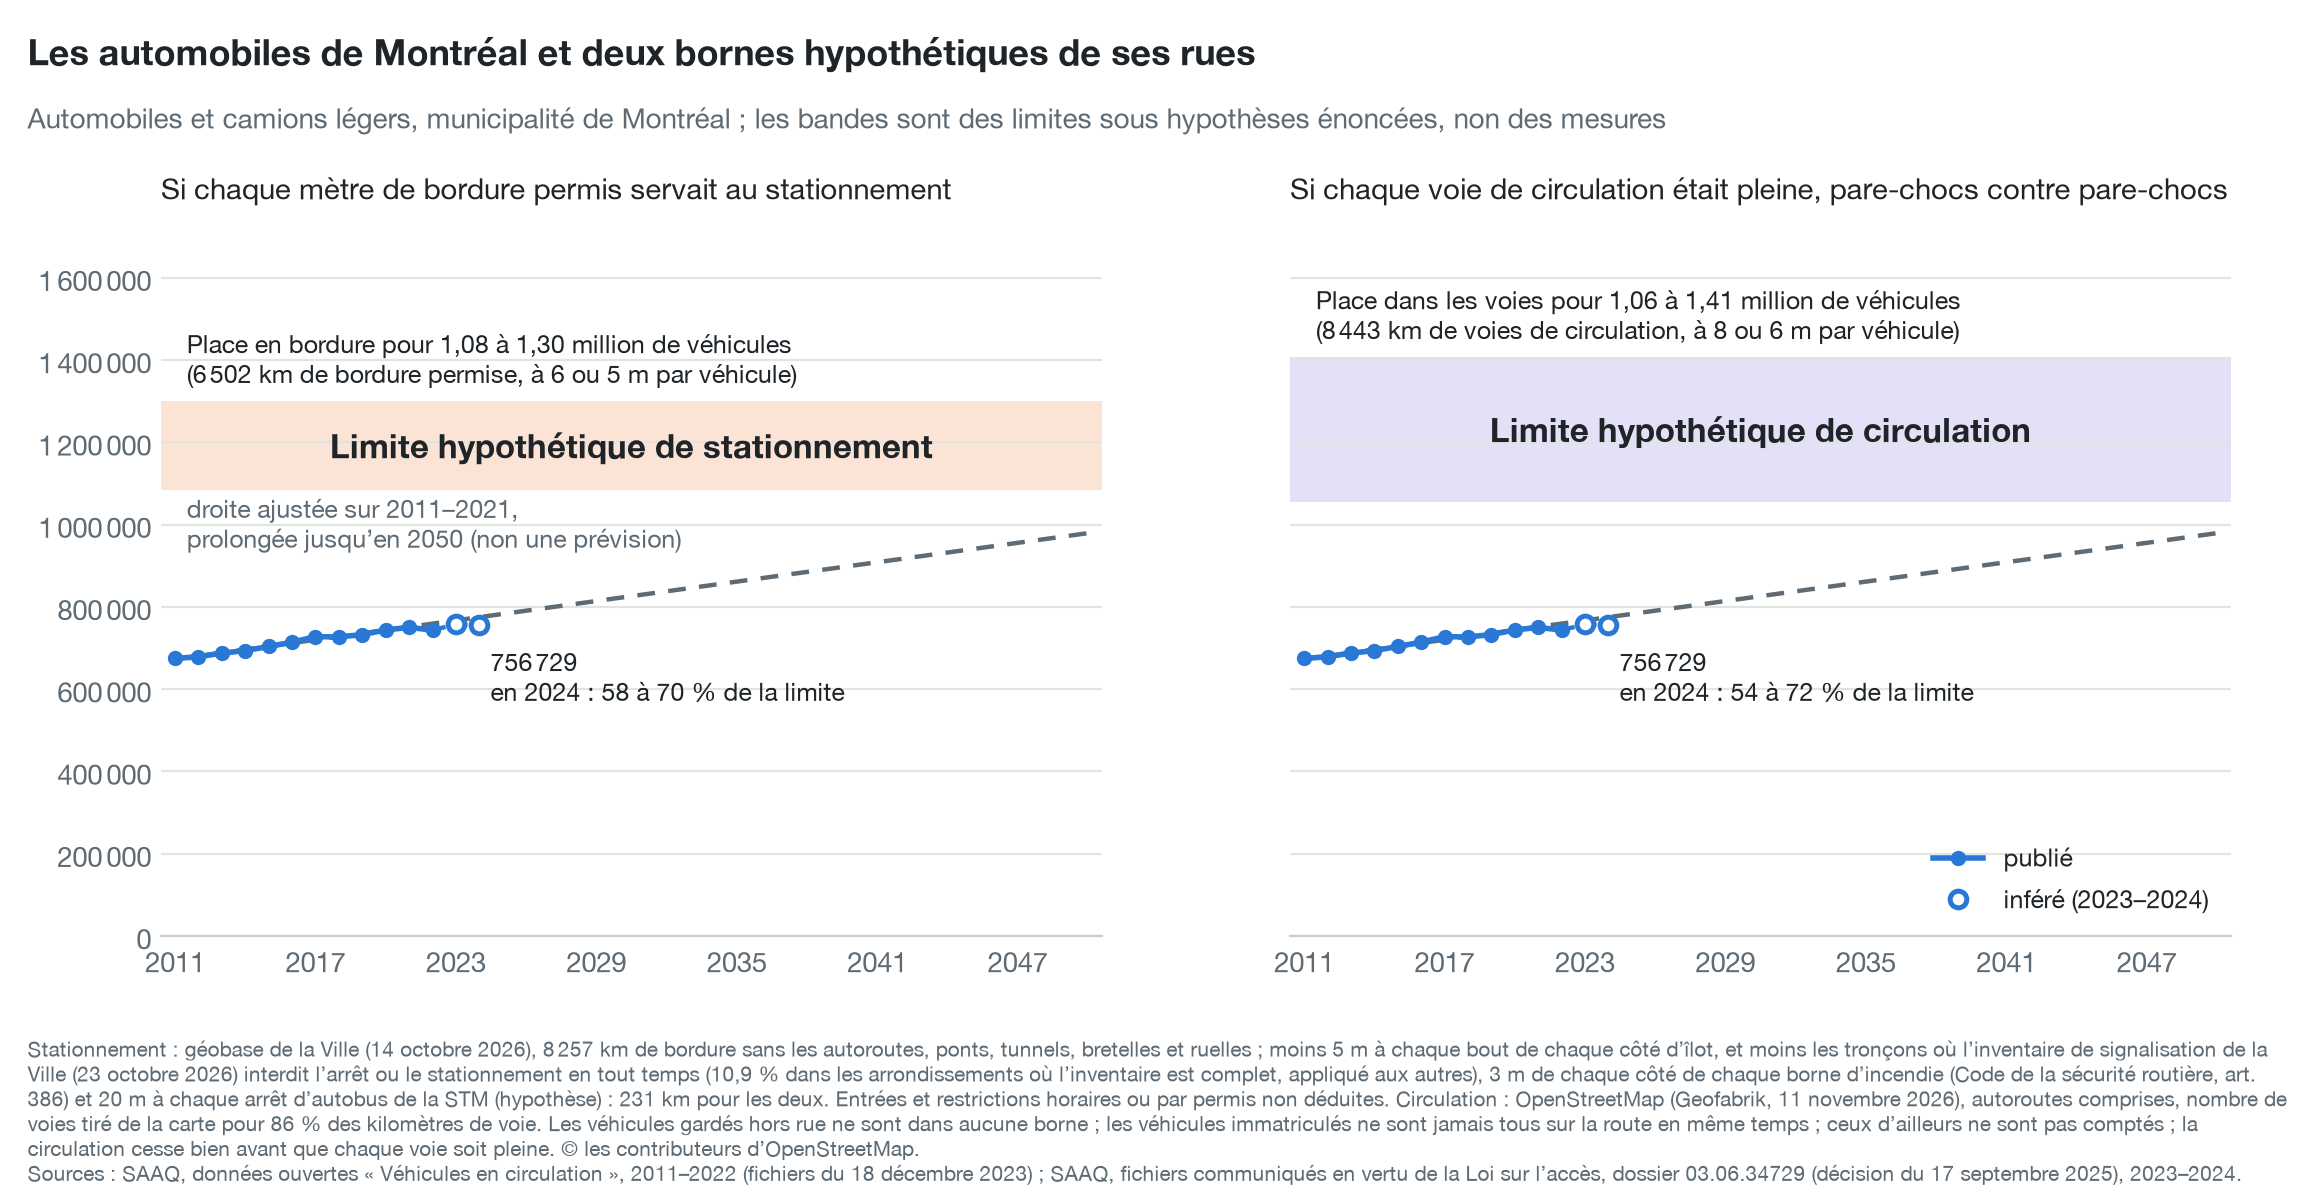 Les automobiles de Montréal et deux bornes hypothétiques de ses rues
Automobiles et camions légers, municipalité de Montréal ; les bandes sont des limites sous hypothèses énoncées, non des mesures
Si chaque mètre de bordure permis servait au stationnement
1 600 000
Place en bordure pour 1,08 à 1,30 million de véhicules
1 400 000
(6 502 km de bordure permise, à 6 ou 5 m par véhicule)
1 200 000
Limite hypothétique de stationnement
droite ajustée sur 2011–2021,
1 000 000
prolongée jusqu’en 2050 (non une prévision)
800 000
756 729
600 000
en 2024 : 58 à 70 % de la limite
400 000
200 000
0
2011 2017 2023 2029 2035 2041 2047
Si chaque voie de circulation était pleine, pare-chocs contre pare-chocs
Place dans les voies pour 1,06 à 1,41 million de véhicules
(8 443 km de voies de circulation, à 8 ou 6 m par véhicule)
Limite hypothétique de circulation
756 729
en 2024 : 54 à 72 % de la limite
publié
inféré (2023–2024)
2011 2017 2023 2029 2035 2041 2047
Stationnement : géobase de la Ville (14 octobre 2026), 8 257 km de bordure sans les autoroutes, ponts, tunnels, bretelles et ruelles ; moins 5 m à chaque bout de chaque côté d’îlot, et moins les tronçons où l’inventaire de signalisation de la
Ville (23 octobre 2026) interdit l’arrêt ou le stationnement en tout temps (10,9 % dans les arrondissements où l’inventaire est complet, appliqué aux autres), 3 m de chaque côté de chaque borne d’incendie (Code de la sécurité routière, art.
386) et 20 m à chaque arrêt d’autobus de la STM (hypothèse) : 231 km pour les deux. Entrées et restrictions horaires ou par permis non déduites. Circulation : OpenStreetMap (Geofabrik, 11 novembre 2026), autoroutes comprises, nombre de
voies tiré de la carte pour 86 % des kilomètres de voie. Les véhicules gardés hors rue ne sont dans aucune borne ; les véhicules immatriculés ne sont jamais tous sur la route en même temps ; ceux d’ailleurs ne sont pas comptés ; la
circulation cesse bien avant que chaque voie soit pleine. © les contributeurs d’OpenStreetMap.
Sources : SAAQ, données ouvertes « Véhicules en circulation », 2011–2022 (fichiers du 18 décembre 2023) ; SAAQ, fichiers communiqués en vertu de la Loi sur l’accès, dossier 03.06.34729 (décision du 17 septembre 2025), 2023–2024.